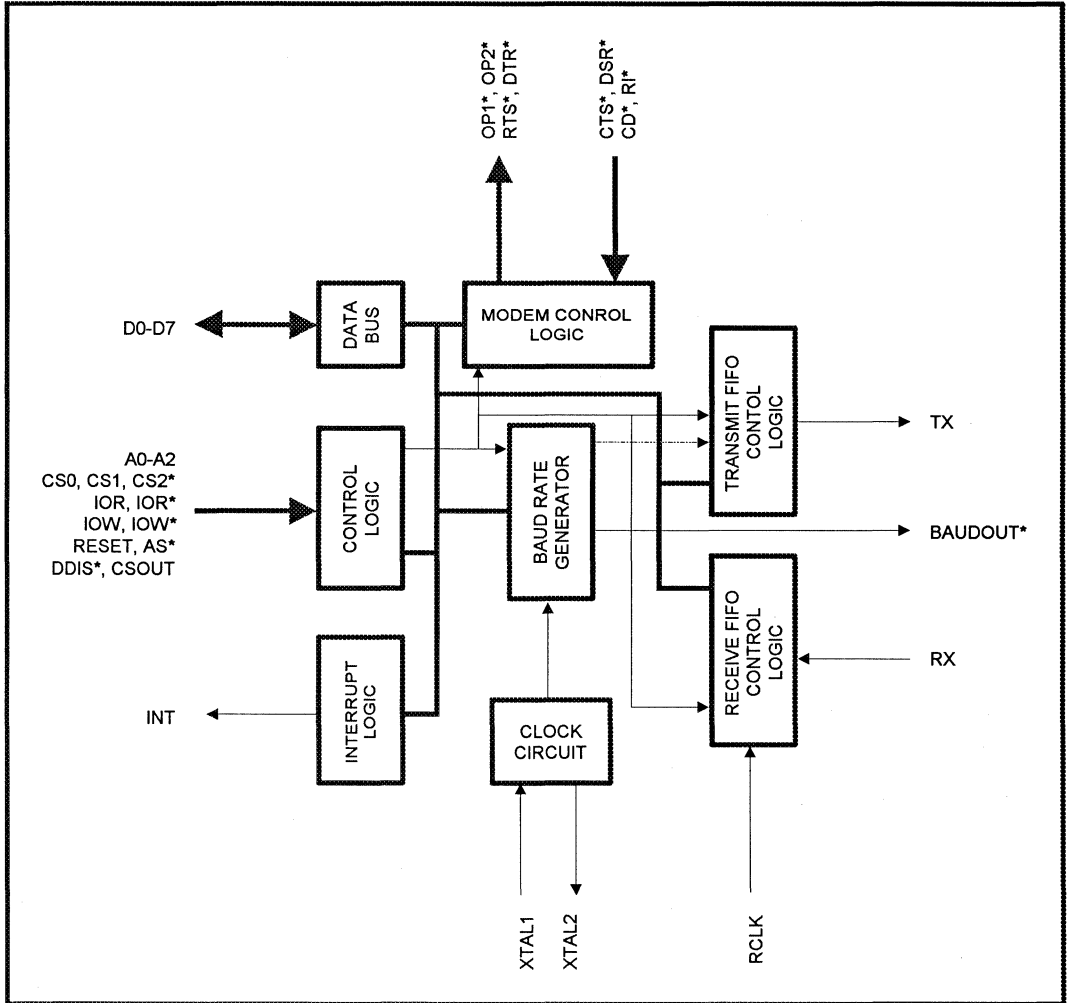 OP1*, OP2*
RTS*, DTR*
CTS*, DSR*
CD*, RI*
D0-D7
DATA
BUS
MODEM CONROL
LOGIC
TRANSMIT FIFO
CONTOL
LOGIC
TX
A0-A2
CS0, CS1, CS2*
IOR, IOR*
IOW, IOW*
RESET, AS*
DDIS*, CSOUT
CONTROL
LOGIC
BAUD RATE
GENERATOR
BAUDOUT*
RECEIVE FIFO
CONTROL
LOGIC
RX
INT
INTERRUPT
LOGIC
CLOCK
CIRCUIT
XTAL1
XTAL2
RCLK